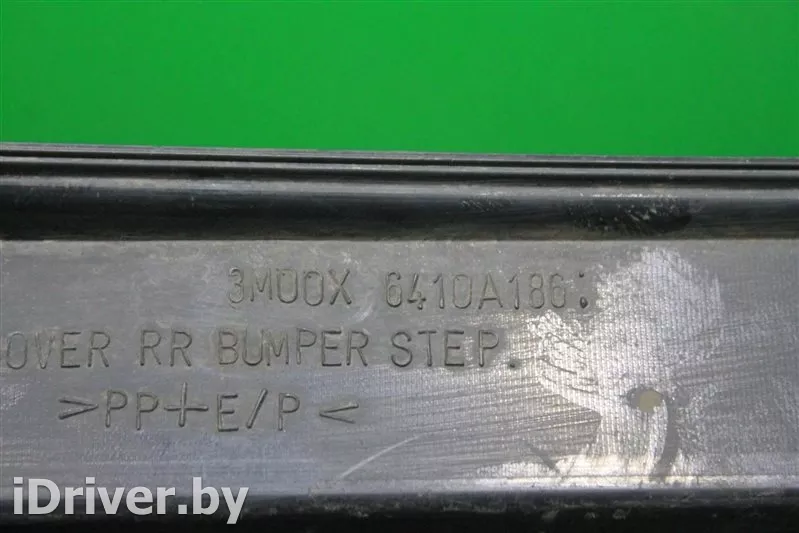 3M00X 6410A186:
OVER RR BUMPER STEP.
>PP+E/P<
iDriver.by